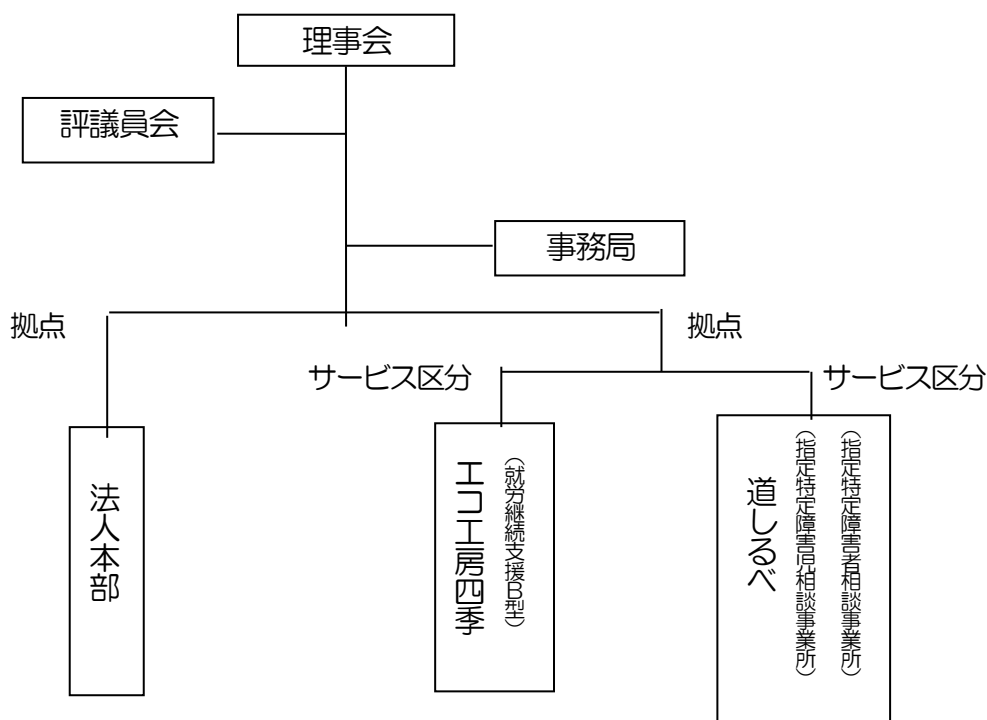 理事会
評議員会
事務局
拠点
拠点
サービス区分
サービス区分
法人本部
(就労継続支援B型)
エコ工房四季
(指定特定障害者相談事業所)
(指定特定障害児相談事業所)
道しるべ